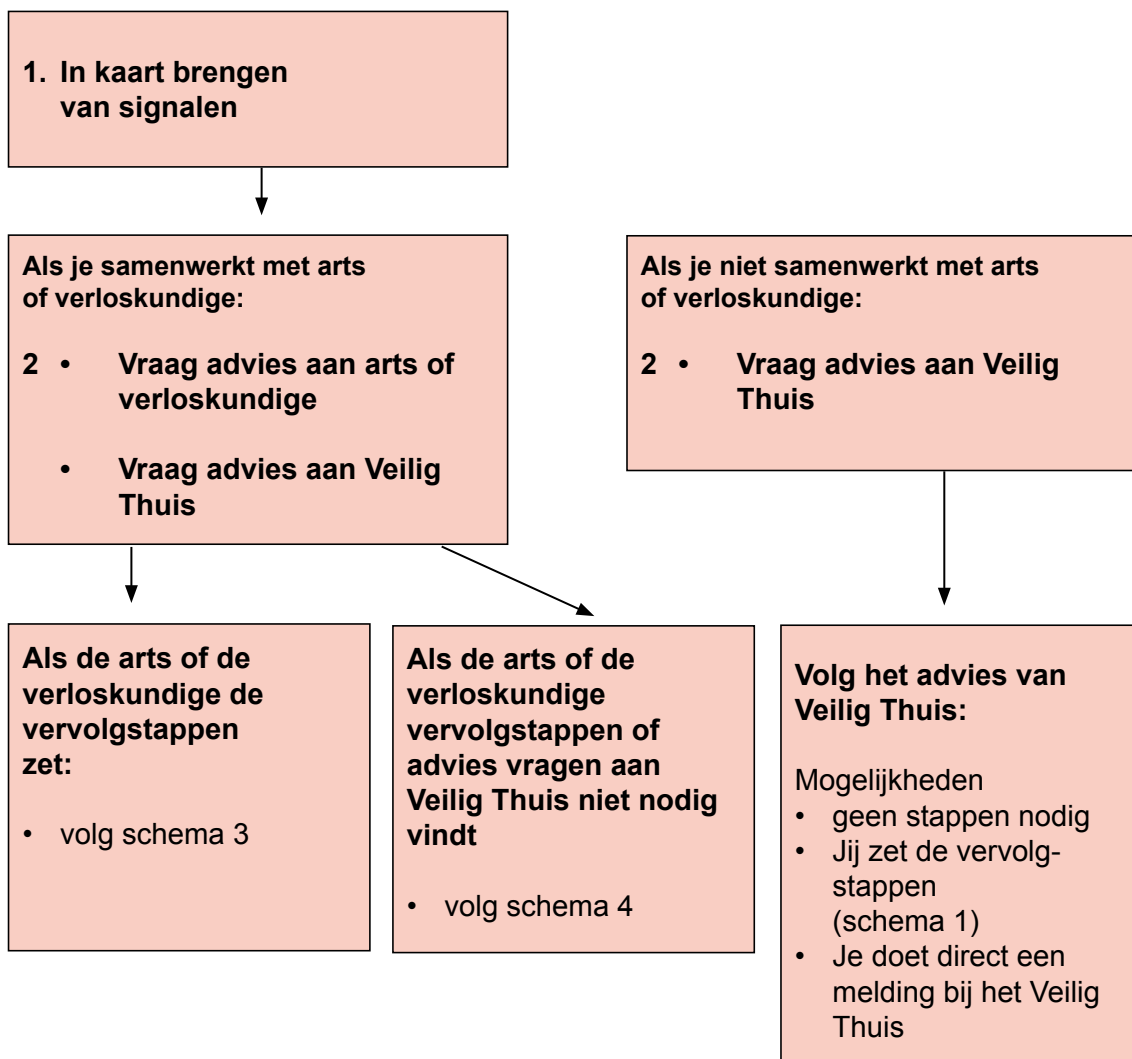 1. In kaart brengen
van signalen
Als je samenwerkt met arts
of verloskundige:
2 • Vraag advies aan arts of
verloskundige
• Vraag advies aan Veilig
Thuis
Als je niet samenwerkt met arts
of verloskundige:
2 • Vraag advies aan Veilig
Thuis
Als de arts of de
verloskundige de
vervolgstappen
zet:
• volg schema 3
Als de arts of de
verloskundige
vervolgstappen of
advies vragen aan
Veilig Thuis niet nodig
vindt
• volg schema 4
Volg het advies van
Veilig Thuis:
Mogelijkheden
• geen stappen nodig
• Jij zet de vervolg-
stappen
(schema 1)
• Je doet direct een
melding bij het Veilig
Thuis